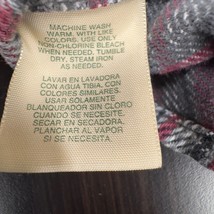 MACHINE WASH
WARM, WITH LIKE
COLORS. USE ONLY
NON-CHLORINE BLEACH
WHEN NEEDED. TUMBLE
DRY. STEAM IRON
AS NEEDED.
LAVAR EN LAVADORA
CON AGUA TIBIA, CON
COLORES SIMILARES.
USAR SOLAMENTE
BLANQUEADOR SIN CLORO
CUANDO SE NECESITE.
SECAR EN SECADORA.
PLANCHAR AL VAPOR
SI SE NECESITA.